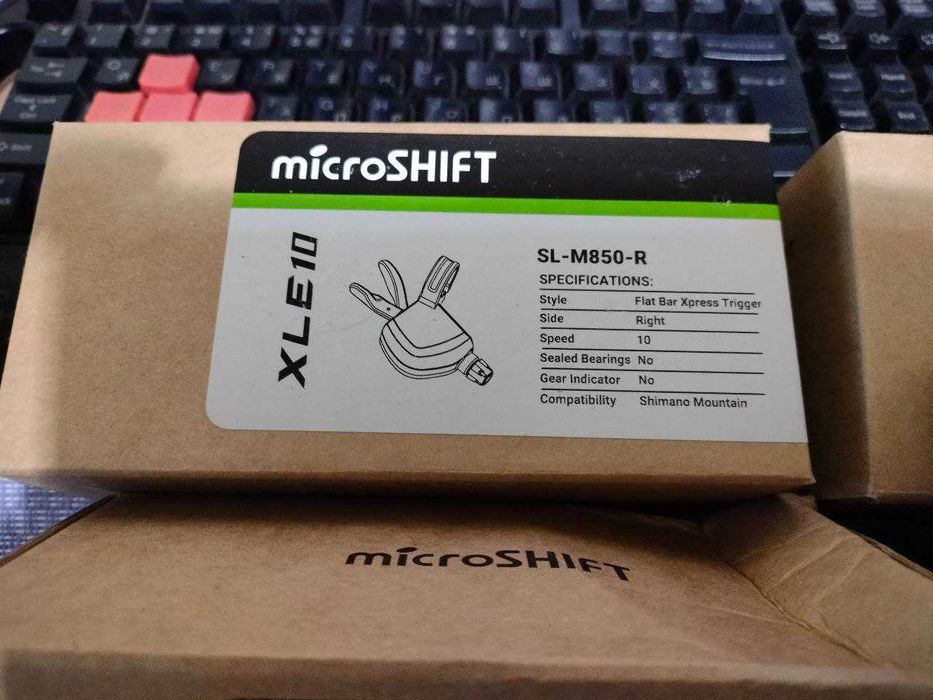 microSHIFT
XLE10
SL-M850-R
SPECIFICATIONS:
Style Flat Bar Xpress Trigger
Side Right
Speed 10
Sealed Bearings No
Gear Indicator No
Compatibility Shimano Mountain
microSHIFT
Shift